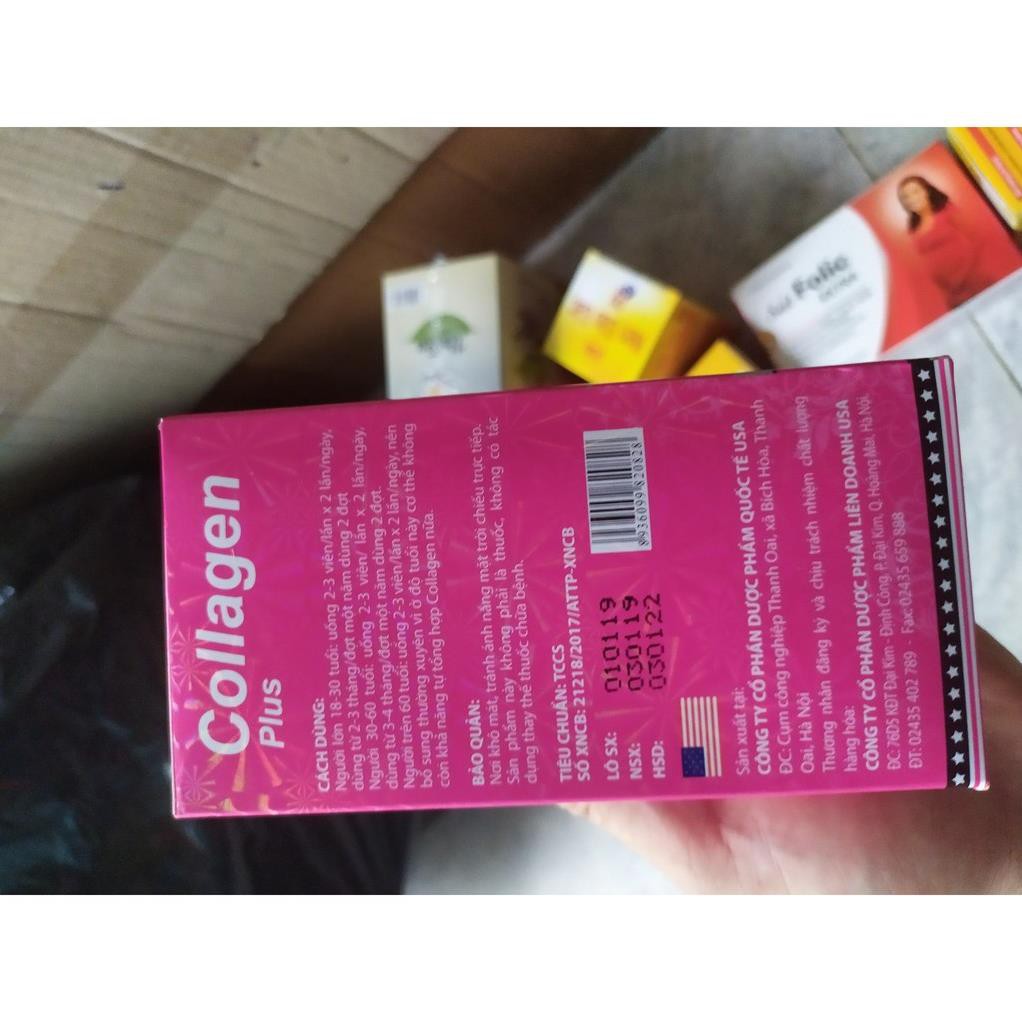 Collagen
Plus
CÁCH DÙNG:
Người lớn 18-30 tuổi: uống 2-3 viên/lần x 2 lần/ngày,
dùng từ 2-3 tháng/đợt một năm dùng 2 đợt
Người 30-60 tuổi: uống 2-3 viên/ lần x 2 lần/ngày,
dùng từ 3-4 tháng/đợt một năm dùng 2 đợt.
Người trên 60 tuổi: uống 2-3 viên/lần x 2 lần/ngày, nên
bổ sung thường xuyên vì ở độ tuổi này cơ thể không
còn khả năng tự tổng hợp Collagen nữa.
BẢO QUẢN:
Nơi khô mát, tránh ánh nắng mặt trời chiếu trực tiếp.
Sản phẩm này không phải là thuốc, không có tác
dụng thay thế thuốc chữa bệnh.
TIÊU CHUẨN: TCCS
SỐ XNCB: 21218/2017/ATTP-XNCB
LÔ SX: 010119
NSX: 030119
HSD: 030122
8936099 820828
Sản xuất tại:
CÔNG TY CỔ PHẦN DƯỢC PHẨM QUỐC TẾ USA
ĐC: Cụm công nghiệp Thanh Oai, xã Bích Hòa, Thanh
Oai, Hà Nội
Thương nhân đăng ký và chịu trách nhiệm chất lượng
hàng hóa:
CÔNG TY CỔ PHẦN DƯỢC PHẨM LIÊN DOANH USA
ĐC: 76D5 KĐT Đại Kim - Định Công, P.Đại Kim, Q.Hoàng Mai, Hà Nội.
ĐT: 02435 402 789 Fax: 02435 659 888
Folic